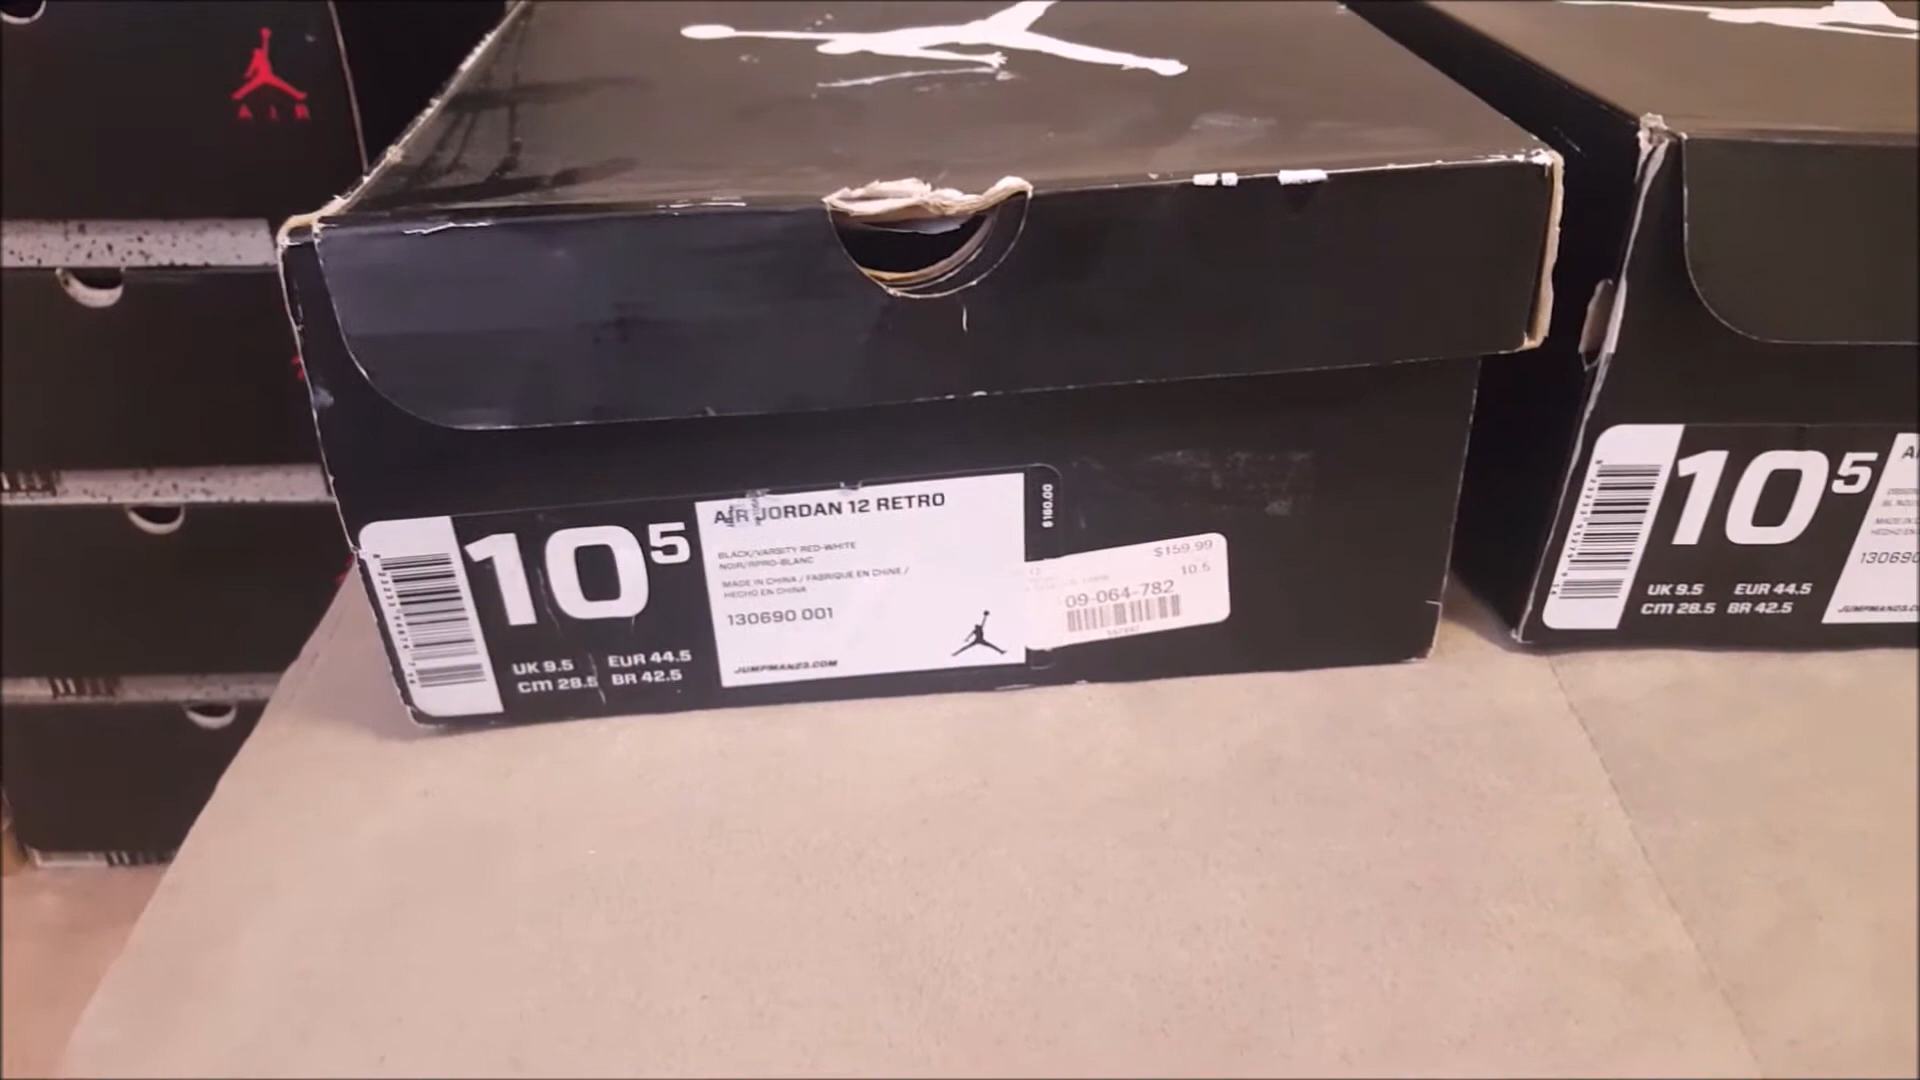 AIR
10⁵
UK 9.5 EUR 44.5
cm 28.5 BR 42.5
AIR JORDAN 12 RETRO
BLACK/VARSITY RED-WHITE
NOIR/RPRO-BLANC
MADE IN CHINA / FABRIQUE EN CHINE /
HECHO EN CHINA
130690 001
JUMPMAN23.COM
$160.00
$159.99
10.5
09-064-782
10⁵
UK 9.5 EUR 44.5
cm 28.5 BR 42.5
A
130690